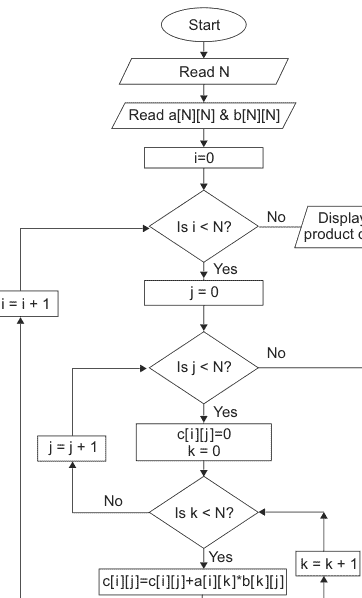 Start
Read N
Read a[N][N] & b[N][N]
i=0
Is i < N?
No
Display
product o
Yes
i = i + 1
j = 0
Is j < N?
No
Yes
c[i][j]=0
k = 0
j = j + 1
Is k < N?
No
Yes
k = k + 1
c[i][j]=c[i][j]+a[i][k]*b[k][j]